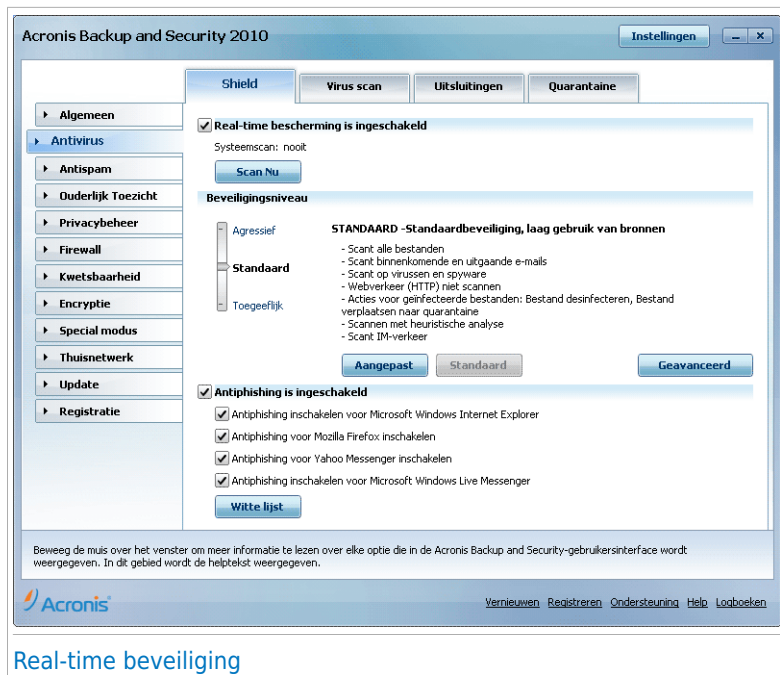 Acronis Backup and Security 2010
Instellingen
Shield
Virus scan
Uitsluitingen
Quarantaine
Algemeen
Antivirus
Antispam
Ouderlijk Toezicht
Privacybeheer
Firewall
Kwetsbaarheid
Encryptie
Special modus
Thuisnetwerk
Update
Registratie
Real-time bescherming is ingeschakeld
Systeemscan: nooit
Scan Nu
Beveiligingsniveau
Agressief
Standaard
Toegeeflijk
STANDAARD -Standaardbeveiliging, laag gebruik van bronnen
- Scant alle bestanden
- Scant binnenkomende en uitgaande e-mails
- Scant op virussen en spyware
- Webverkeer (HTTP) niet scannen
- Acties voor geïnfecteerde bestanden: Bestand desinfecteren, Bestand
verplaatsen naar quarantaine
- Scannen met heuristische analyse
- Scant IM-verkeer
Aangepast
Standaard
Geavanceerd
Antiphishing is ingeschakeld
Antiphishing inschakelen voor Microsoft Windows Internet Explorer
Antiphishing voor Mozilla Firefox inschakelen
Antiphishing voor Yahoo Messenger inschakelen
Antiphishing inschakelen voor Microsoft Windows Live Messenger
Witte lijst
Beweeg de muis over het venster om meer informatie te lezen over elke optie die in de Acronis Backup and Security-gebruikersinterface wordt
weergegeven. In dit gebied wordt de helptekst weergegeven.
Acronis
Vernieuwen Registreren Ondersteuning Help Logboeken
Real-time beveiliging